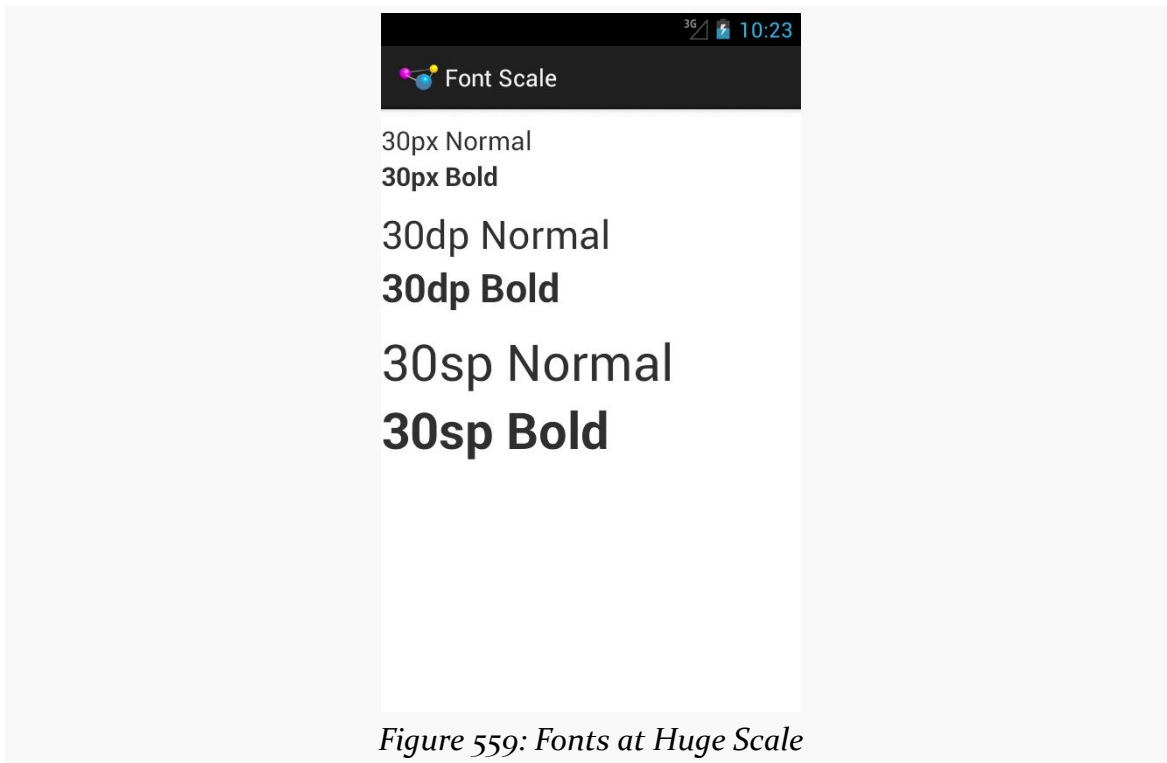 3G 10:23
Font Scale
30px Normal
30px Bold
30dp Normal
30dp Bold
30sp Normal
30sp Bold
Figure 559: Fonts at Huge Scale